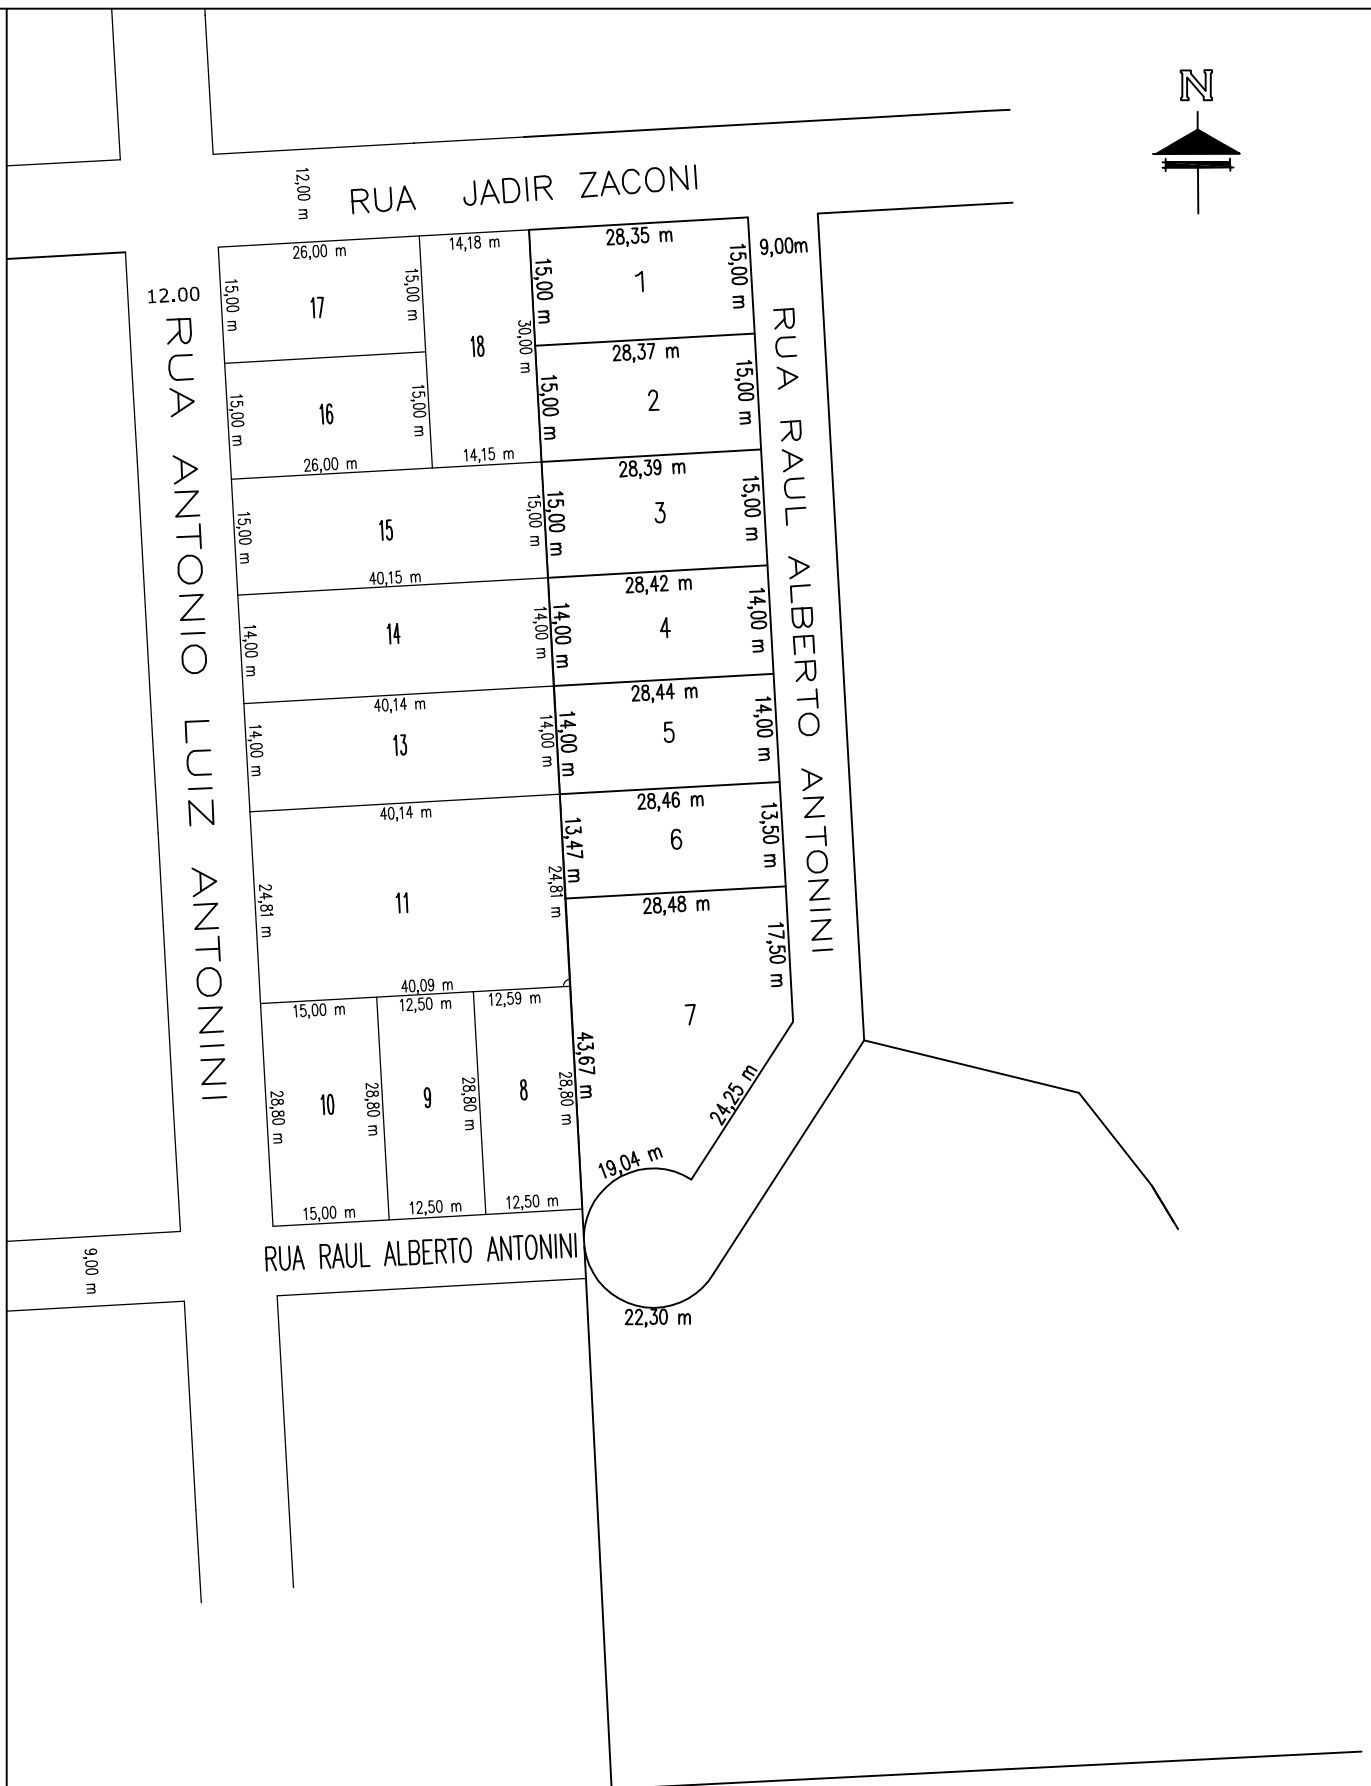 N
12,00 m
RUA JADIR ZACONI
26,00 m
14,18 m
28,35 m
9,00m
15,00 m
17
15,00 m
18
30,00 m
15,00 m
1
15,00 m
12.00
RUA ANTONIO LUIZ ANTONINI
RUA RAUL ALBERTO ANTONINI
28,37 m
15,00 m
16
15,00 m
15,00 m
2
15,00 m
26,00 m
14,15 m
28,39 m
15,00 m
15
15,00 m
15,00 m
3
15,00 m
40,15 m
28,42 m
14,00 m
14
14,00 m
14,00 m
4
14,00 m
40,14 m
28,44 m
14,00 m
13
14,00 m
14,00 m
5
14,00 m
40,14 m
28,46 m
13,47 m
6
13,50 m
24,81 m
11
24,81 m
28,48 m
17,50 m
40,09 m
15,00 m
12,50 m
12,59 m
7
43,67 m
24,25 m
28,80 m
10
28,80 m
9
28,80 m
8
28,80 m
19,04 m
15,00 m
12,50 m
12,50 m
RUA RAUL ALBERTO ANTONINI
9,00 m
22,30 m